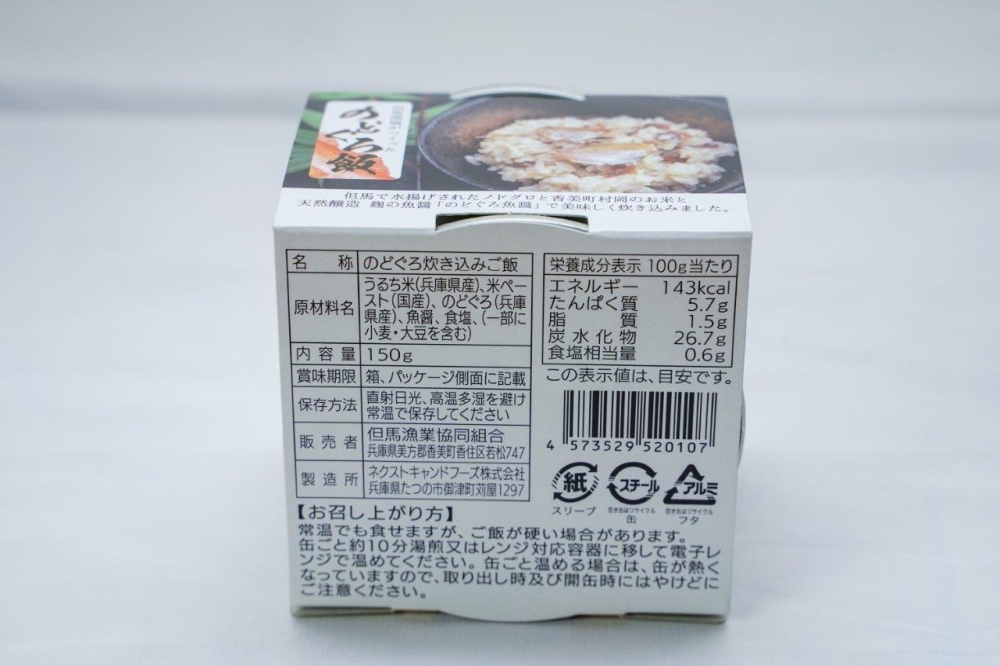 のどぐろ飯
但馬で水揚げされたノドグロと香美町村岡のお米と
天然醸造 麹の魚醤「のどぐろ魚醤」で美味しく炊き込みました。
名称 のどぐろ炊き込みご飯
原材料名 うるち米(兵庫県産)、米ペ
ースト(国産)、のどぐろ(兵庫
県産)、魚醤、食塩、(一部に
小麦・大豆を含む)
内容量 150g
賞味期限 箱、パッケージ側面に記載
保存方法 直射日光、高温多湿を避け
常温で保存してください
販売者 但馬漁業協同組合
兵庫県美方郡香美町香住区若松747
製造所 ネクストキャンドフーズ株式会社
兵庫県たつの市御津町苅屋1297
栄養成分表示 100g当たり
エネルギー 143kcal
たんぱく質 5.7g
脂質 1.5g
炭水化物 26.7g
食塩相当量 0.6g
この表示値は、目安です。
4 573529 520107
紙 スチール アルミ
スリーブ 空き缶はリサイクル 空き缶はリサイクル
缶 フタ
【お召し上がり方】
常温でも食せますが、ご飯が硬い場合があります。
缶ごと約10分湯煎又はレンジ対応容器に移して電子レ
ンジで温めてください。缶ごと温める場合は、缶が熱く
なっていますので、取り出し時及び開缶時にはやけどに
ご注意ください。